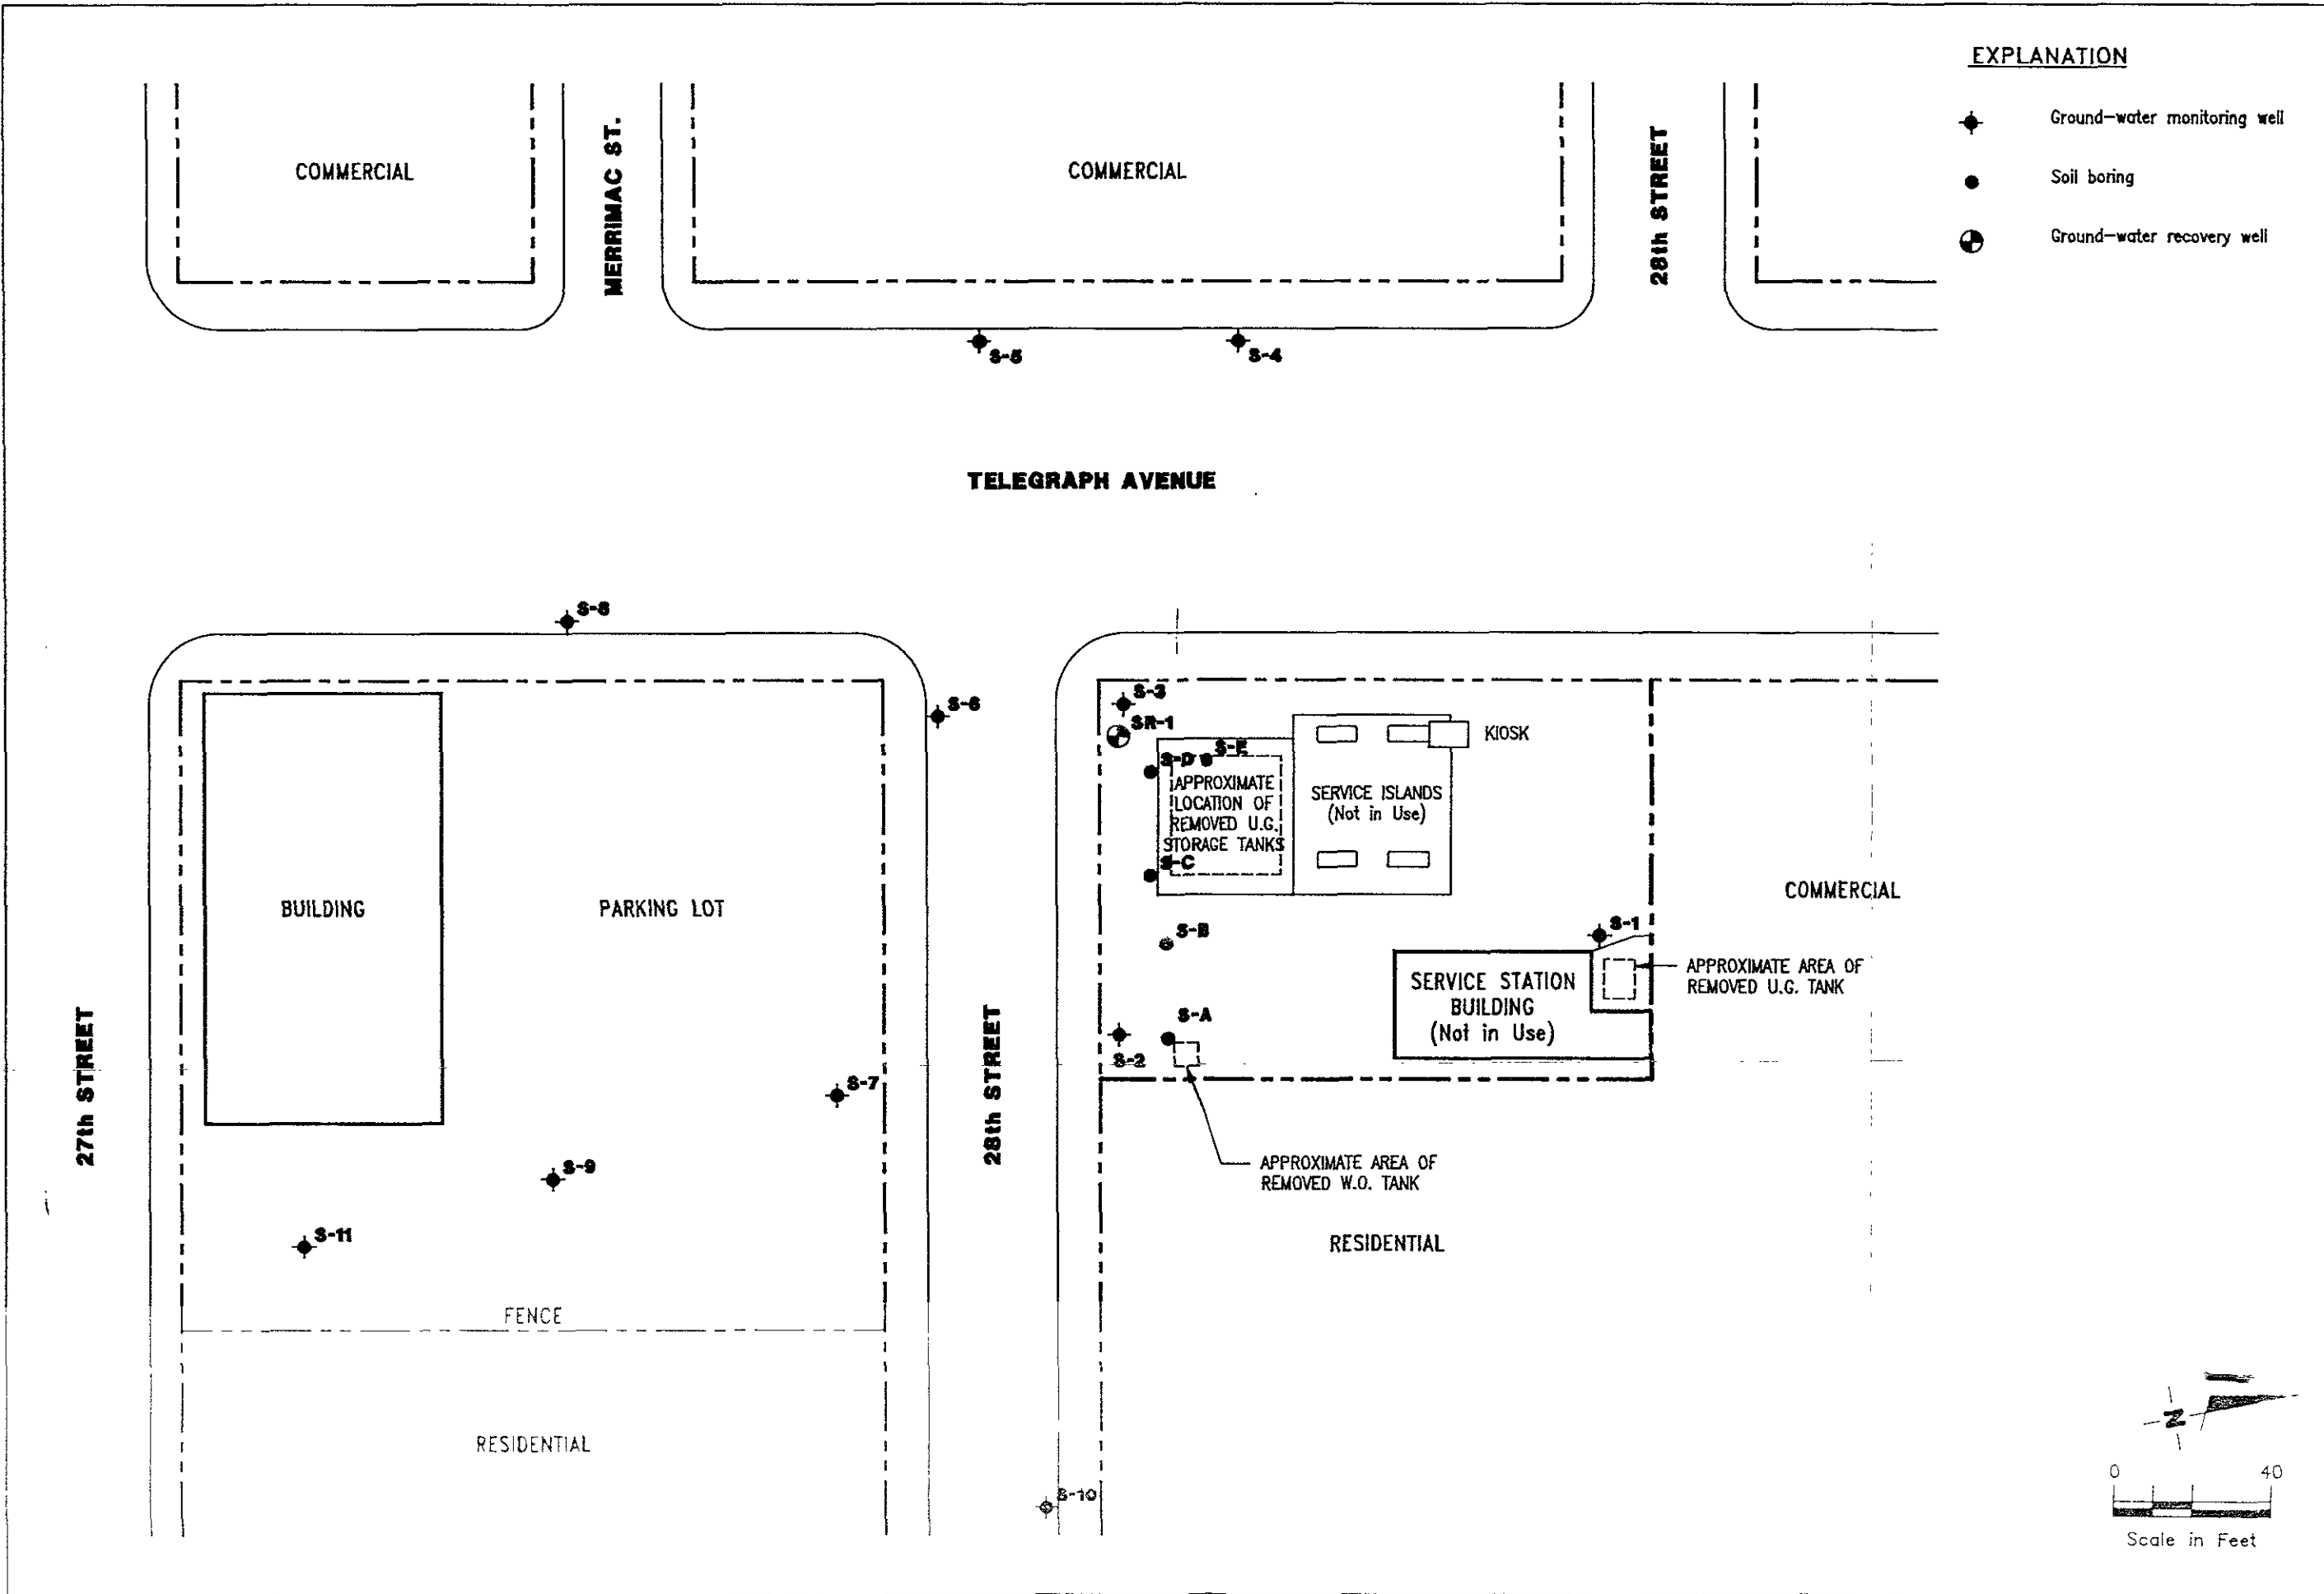 EXPLANATION
Ground-water monitoring well
Soil boring
Ground-water recovery well
COMMERCIAL
MERRIMAC ST.
COMMERCIAL
28th STREET
S-5
S-4
TELEGRAPH AVENUE
S-8
S-6
S-3
SR-1
KIOSK
S-E
S-D
APPROXIMATE
LOCATION OF
REMOVED U.G.
STORAGE TANKS
SERVICE ISLANDS
(Not in Use)
S-C
COMMERCIAL
BUILDING
PARKING LOT
S-B
S-1
APPROXIMATE AREA OF
REMOVED U.G. TANK
SERVICE STATION
BUILDING
(Not in Use)
S-A
S-2
27th STREET
28th STREET
S-7
APPROXIMATE AREA OF
REMOVED W.O. TANK
S-9
S-11
RESIDENTIAL
FENCE
RESIDENTIAL
S-10
N
0 40
Scale in Feet